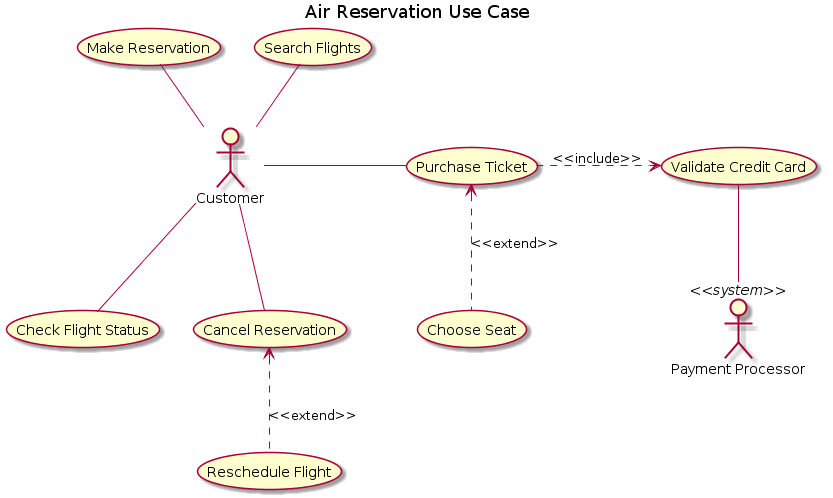 Air Reservation Use Case
Make Reservation
Search Flights
Customer
Purchase Ticket
<<include>>
Validate Credit Card
<<extend>>
<<system>>
Check Flight Status
Cancel Reservation
Choose Seat
Payment Processor
<<extend>>
Reschedule Flight